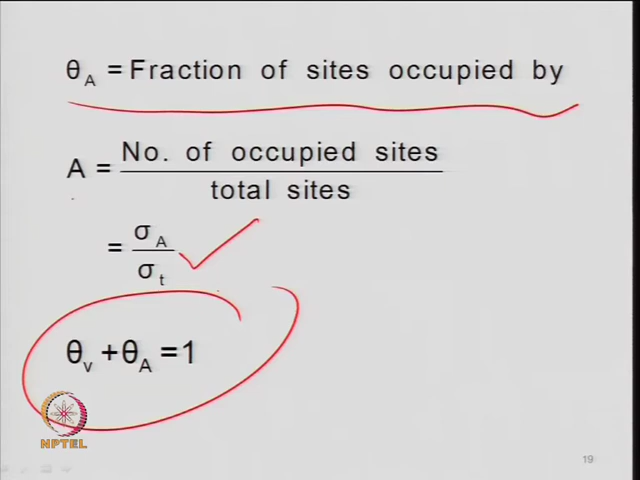 θA = Fraction of sites occupied by
A = No. of occupied sites
total sites
= σA
σt
θv + θA = 1
NPTEL
19